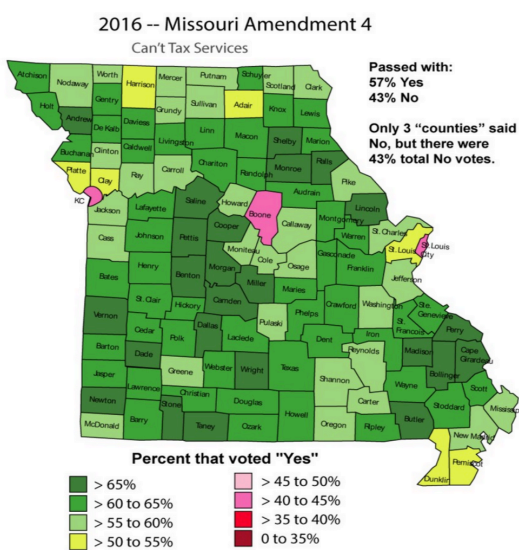 2016 -- Missouri Amendment 4
Can't Tax Services
Passed with:
57% Yes
43% No
Only 3 “counties” said
No, but there were
43% total No votes.
Atchison
Nodaway
Worth
Harrison
Mercer
Putnam
Schuyler
Scotland
Clark
Holt
Andrew
Gentry
De Kalb
Daviess
Grundy
Sullivan
Adair
Knox
Lewis
Buchanan
Clinton
Caldwell
Livingston
Linn
Macon
Shelby
Marion
Platte
Clay
Ray
Carroll
Chariton
Randolph
Monroe
Ralls
Pike
KC
Jackson
Lafayette
Saline
Howard
Boone
Audrain
Callaway
Montgomery
Lincoln
Warren
St. Charles
St. Louis
St.Louis
City
Cass
Johnson
Pettis
Cooper
Moniteau
Cole
Osage
Gasconade
Franklin
Jefferson
Bates
Henry
Benton
Morgan
Miller
Maries
Crawford
Washington
Ste.
Genevieve
St.
Francois
Perry
Vernon
St. Clair
Hickory
Camden
Pulaski
Phelps
Dent
Iron
Madison
Cape
Girardeau
Bollinger
Cedar
Polk
Dallas
Laclede
Texas
Reynolds
Barton
Dade
Greene
Webster
Wright
Shannon
Wayne
Scott
Jasper
Lawrence
Christian
Douglas
Howell
Carter
Butler
Stoddard
Mississippi
Newton
McDonald
Barry
Stone
Taney
Ozark
Oregon
Ripley
New Madrid
Dunklin
Pemiscot
Percent that voted "Yes"
> 65%
> 60 to 65%
> 55 to 60%
> 50 to 55%
> 45 to 50%
> 40 to 45%
> 35 to 40%
0 to 35%